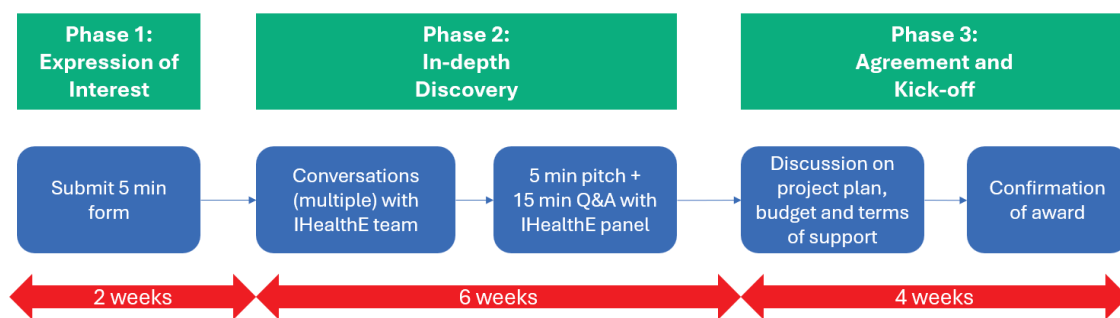 Phase 1:
Expression of
Interest
Phase 2:
In-depth
Discovery
Phase 3:
Agreement and
Kick-off
Submit 5 min
form
Conversations
(multiple) with
IHealthE team
5 min pitch +
15 min Q&A with
IHealthE panel
Discussion on
project plan,
budget and terms
of support
Confirmation
of award
2 weeks
6 weeks
4 weeks